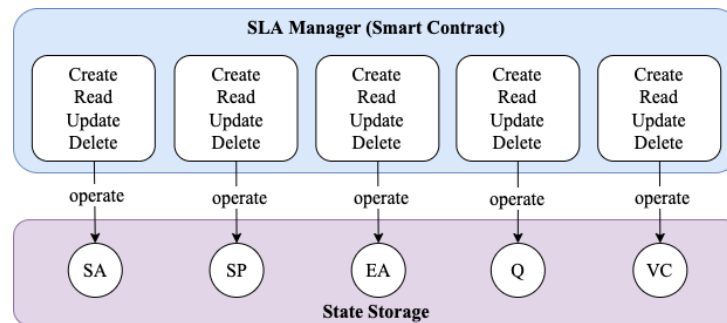 SLA Manager (Smart Contract)
Create Create Create Create Create
Read Read Read Read Read
Update Update Update Update Update
Delete Delete Delete Delete Delete
operate operate operate operate operate
SA SP EA Q VC
State Storage